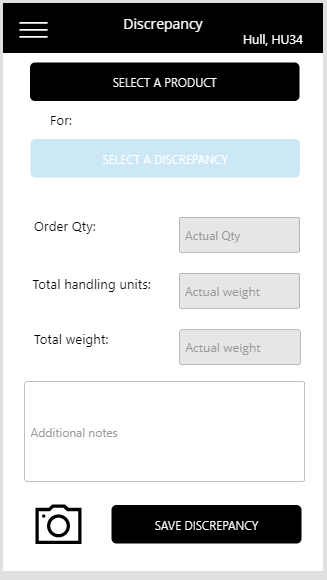 Discrepancy
Hull, HU34
SELECT A PRODUCT
For:
SELECT A DISCREPANCY
Order Qty:
Actual Qty
Total handling units:
Actual weight
Total weight:
Actual weight
Additional notes
SAVE DISCREPANCY